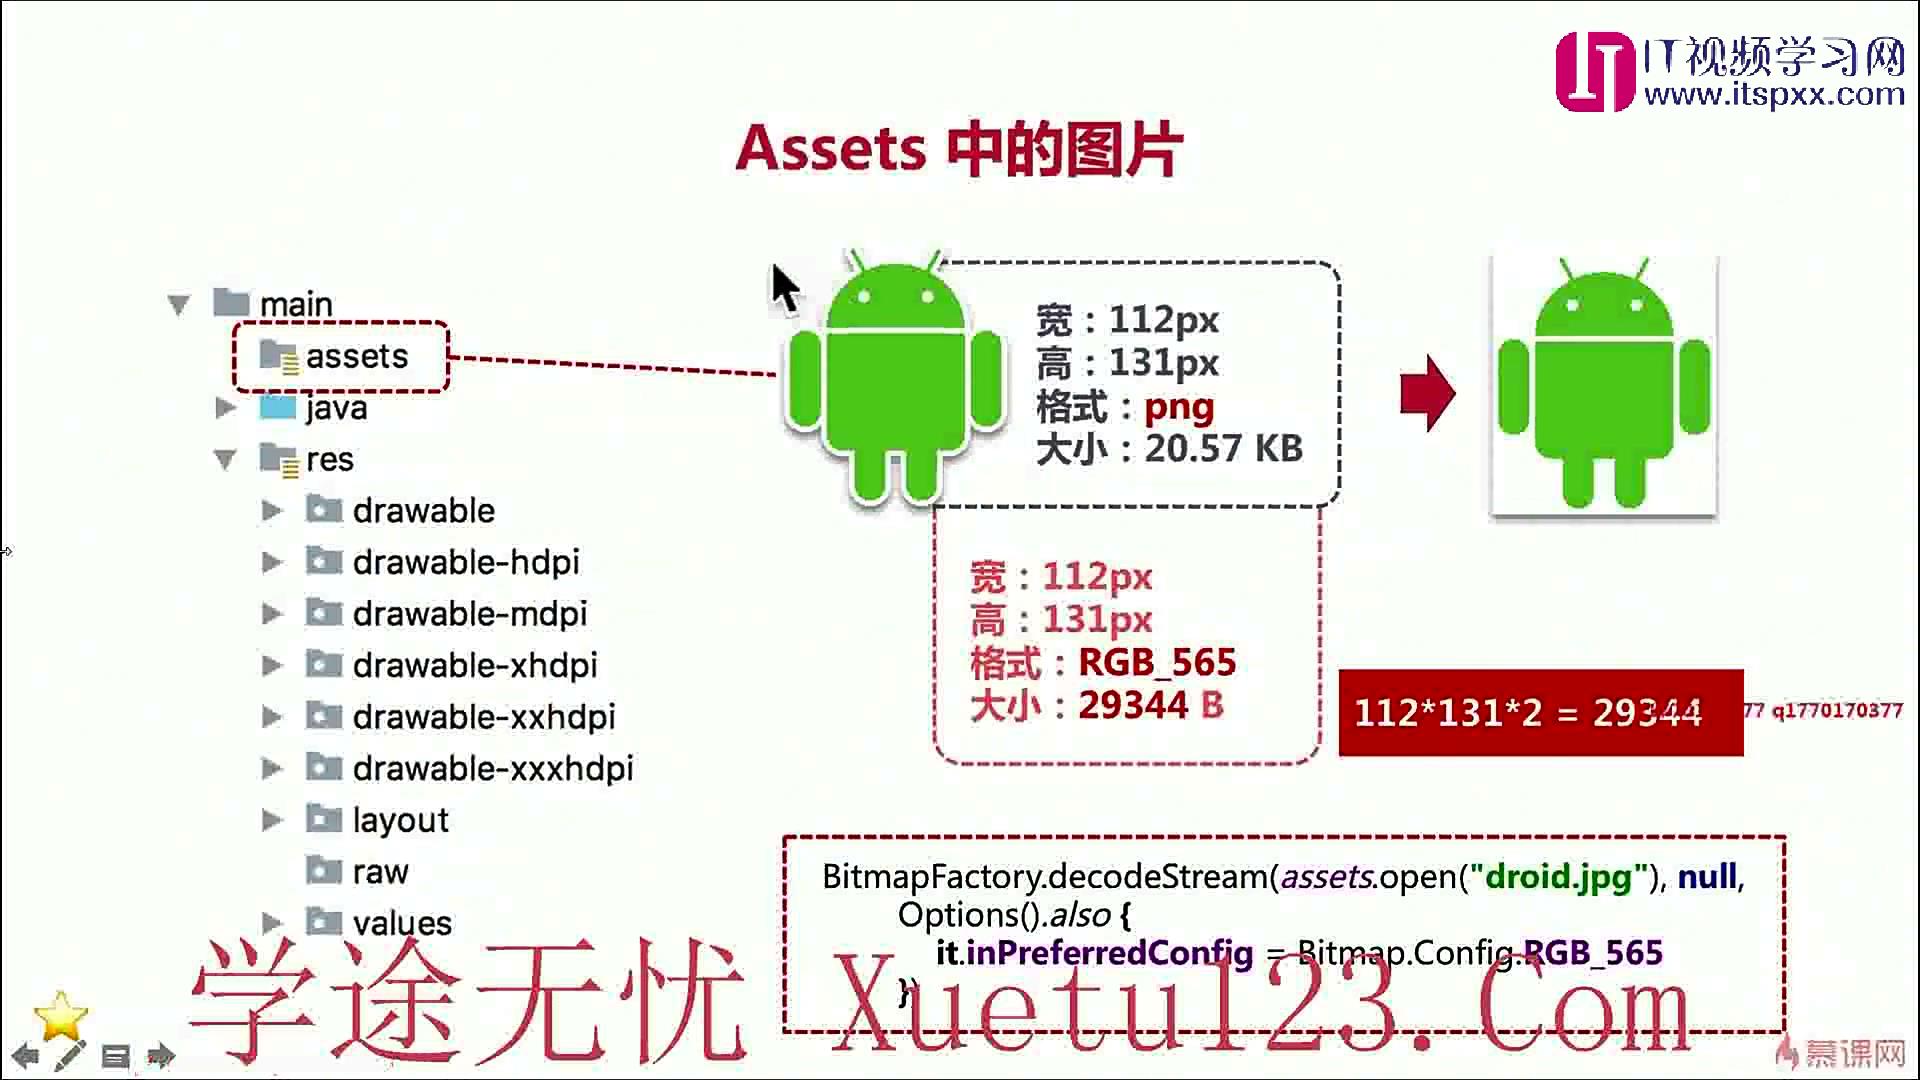 IT视频学习网
www.itspxx.com
Assets 中的图片
main
assets
java
res
drawable
drawable-hdpi
drawable-mdpi
drawable-xhdpi
drawable-xxhdpi
drawable-xxxhdpi
layout
raw
values
宽：112px
高：131px
格式：png
大小：20.57 KB
宽：112px
高：131px
格式：RGB_565
大小：29344 B
112*131*2 = 29344
77 q1770170377
BitmapFactory.decodeStream(assets.open("droid.jpg"), null,
Options().also {
it.inPreferredConfig = Bitmap.Config.RGB_565
})
学途无忧 Xuetu123.Com
慕课网